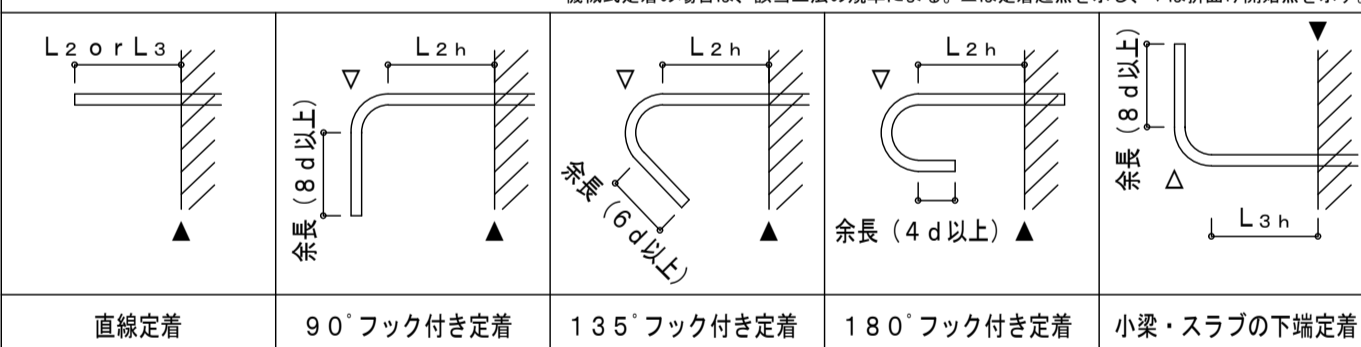 L2orL3
L2h
余長(8d以上)
L2h
余長(6d以上)
L2h
余長(4d以上)
余長(8d以上)
L3h
直線定着
90°フック付き定着
135°フック付き定着
180°フック付き定着
小梁・スラブの下端定着